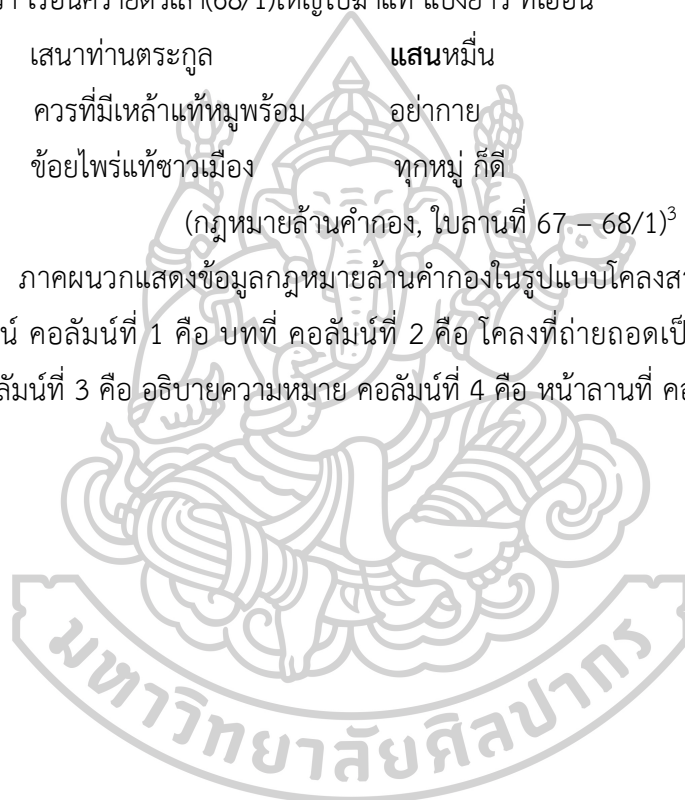 เสนาท่านตระกูล แสนหมื่น
ควรที่มีเหล้าแท้หมูพร้อม อย่ากาย
ข้อยไพร่แท้ซาวเมือง ทุกหมู่ ก็ดี
(กฎหมายล้านคำกอง, ใบลานที่ 67 – 68/1)3
ภาคผนวกแสดงข้อมูลกฎหมายล้านคำกองในรูปแบบโคลงสา
น์ คอลัมน์ที่ 1 คือ บทที่ คอลัมน์ที่ 2 คือ โคลงที่ถ่ายถอดเป็
ลัมน์ที่ 3 คือ อธิบายความหมาย คอลัมน์ที่ 4 คือ หน้าลานที่ คอ
มหาวิทยาลัยศิลปากร